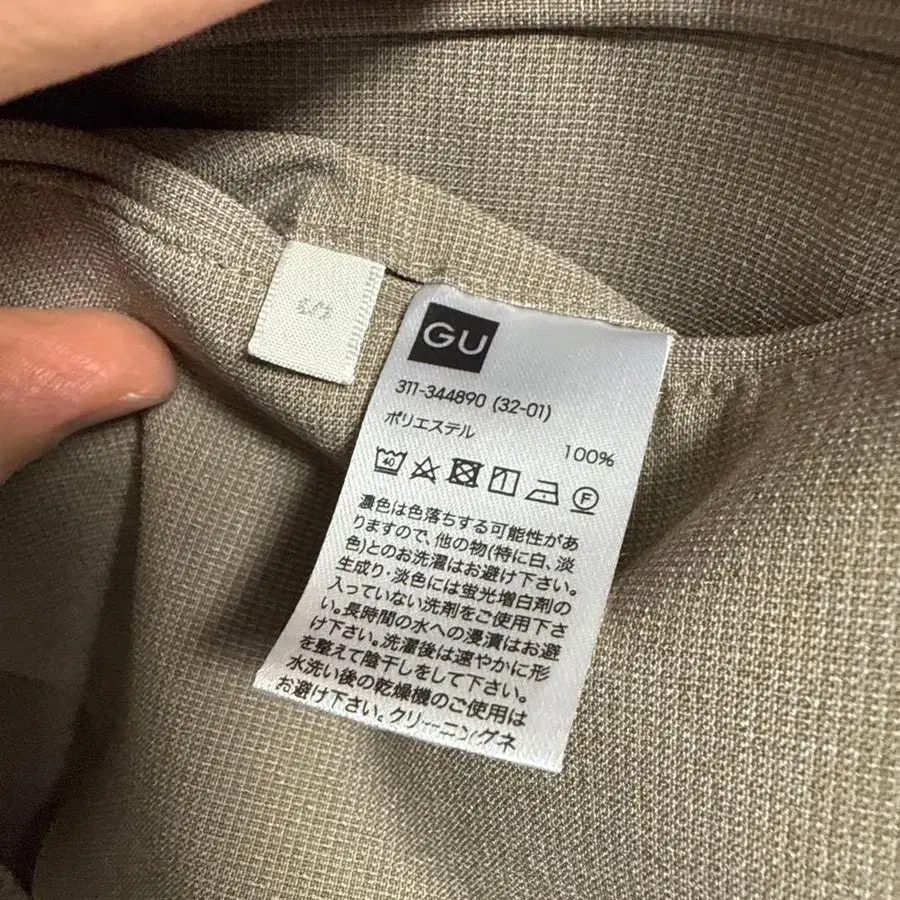 GU
311-344890 (32-01)
ポリエステル
100%
40
F
濃色は色落ちする可能性があ
りますので、他の物(特に白、淡
色)とのお洗濯はお避け下さい。
生成り・淡色には蛍光増白剤の
入っていない洗剤をご使用下さ
い。長時間の水への浸漬はお避
け下さい。洗濯後は速やかに形
を整えて陰干しをして下さい。
水洗い後の乾燥機のご使用は
お避け下さい。クリーニングネ